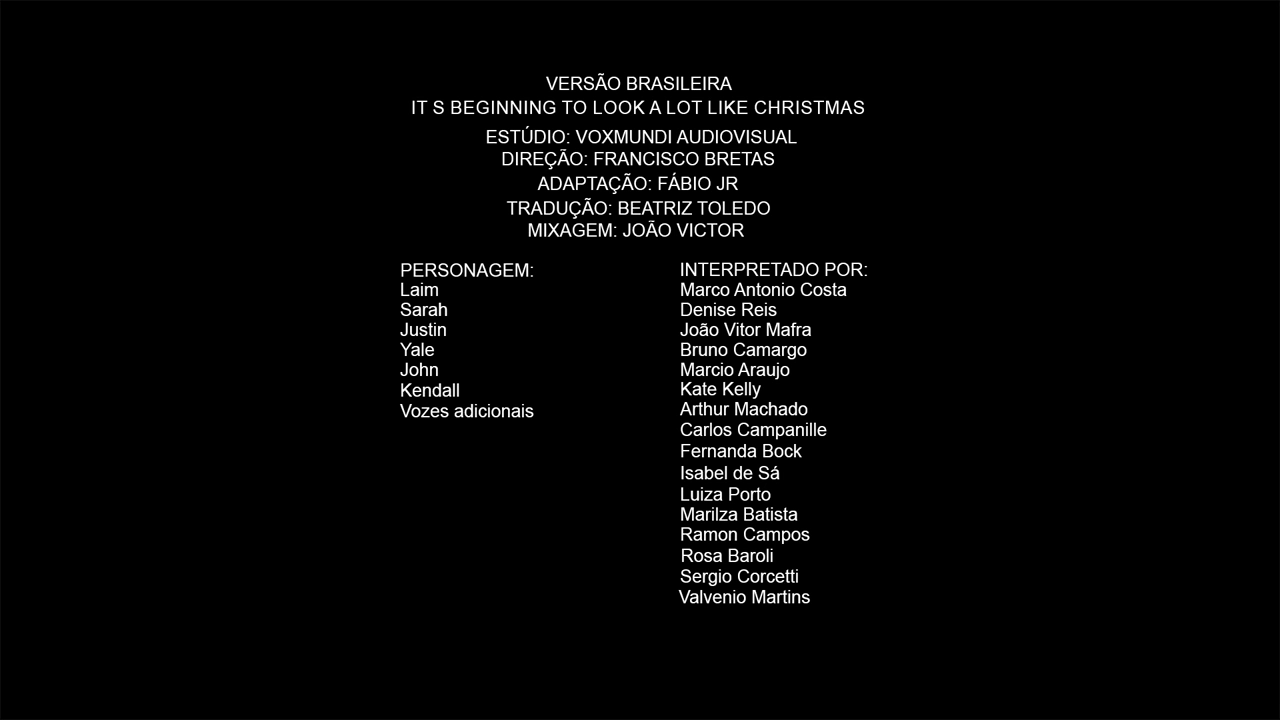 VERSÃO BRASILEIRA
IT S BEGINNING TO LOOK A LOT LIKE CHRISTMAS
ESTÚDIO: VOXMUNDI AUDIOVISUAL
DIREÇÃO: FRANCISCO BRETAS
ADAPTAÇÃO: FÁBIO JR
TRADUÇÃO: BEATRIZ TOLEDO
MIXAGEM: JOÃO VICTOR
PERSONAGEM: INTERPRETADO POR:
Laim Marco Antonio Costa
Sarah Denise Reis
Justin João Vitor Mafra
Yale Bruno Camargo
John Marcio Araujo
Kendall Kate Kelly
Vozes adicionais Arthur Machado
Carlos Campanille
Fernanda Bock
Isabel de Sá
Luiza Porto
Marilza Batista
Ramon Campos
Rosa Baroli
Sergio Corcetti
Valvenio Martins